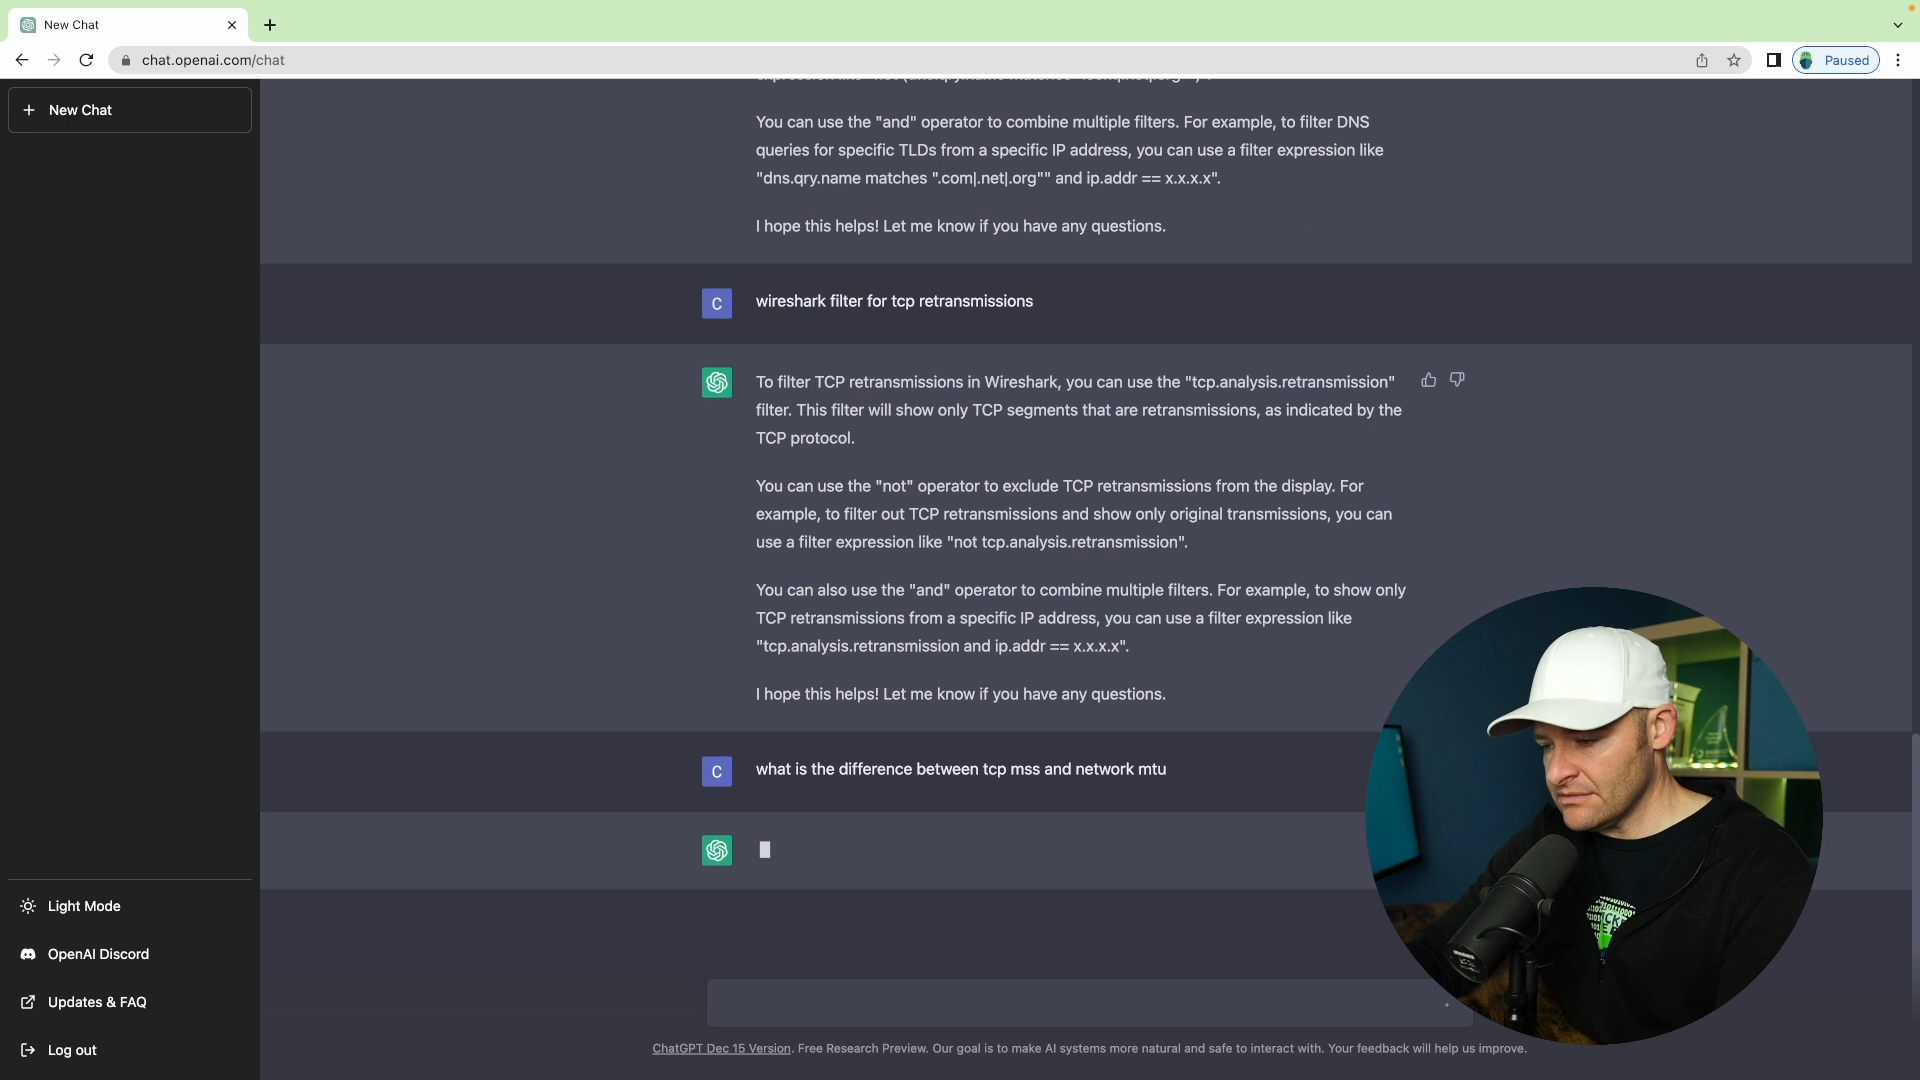 New Chat
chat.openai.com/chat
Paused
New Chat
You can use the "and" operator to combine multiple filters. For example, to filter DNS
queries for specific TLDs from a specific IP address, you can use a filter expression like
"dns.qry.name matches ".com|.net|.org"" and ip.addr == x.x.x.x".
I hope this helps! Let me know if you have any questions.
C
wireshark filter for tcp retransmissions
To filter TCP retransmissions in Wireshark, you can use the "tcp.analysis.retransmission"
filter. This filter will show only TCP segments that are retransmissions, as indicated by the
TCP protocol.
You can use the "not" operator to exclude TCP retransmissions from the display. For
example, to filter out TCP retransmissions and show only original transmissions, you can
use a filter expression like "not tcp.analysis.retransmission".
You can also use the "and" operator to combine multiple filters. For example, to show only
TCP retransmissions from a specific IP address, you can use a filter expression like
"tcp.analysis.retransmission and ip.addr == x.x.x.x".
I hope this helps! Let me know if you have any questions.
C
what is the difference between tcp mss and network mtu
Light Mode
OpenAI Discord
Updates & FAQ
Log out
ChatGPT Dec 15 Version. Free Research Preview. Our goal is to make AI systems more natural and safe to interact with. Your feedback will help us improve.